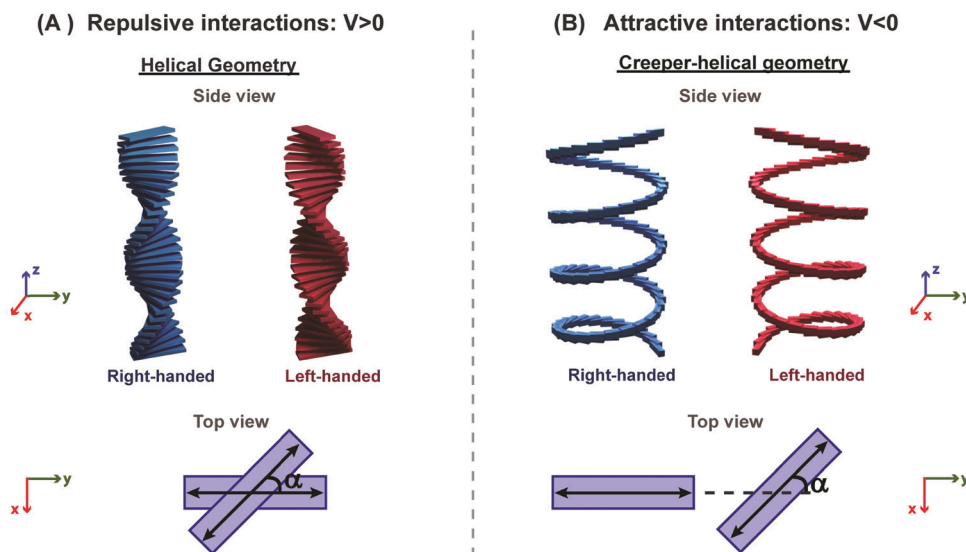 (A ) Repulsive interactions: V>0
Helical Geometry
Side view
z
y
x
Right-handed
Left-handed
Top view
y
x
α
(B) Attractive interactions: V<0
Creeper-helical geometry
Side view
z
y
x
Right-handed
Left-handed
Top view
α
y
x